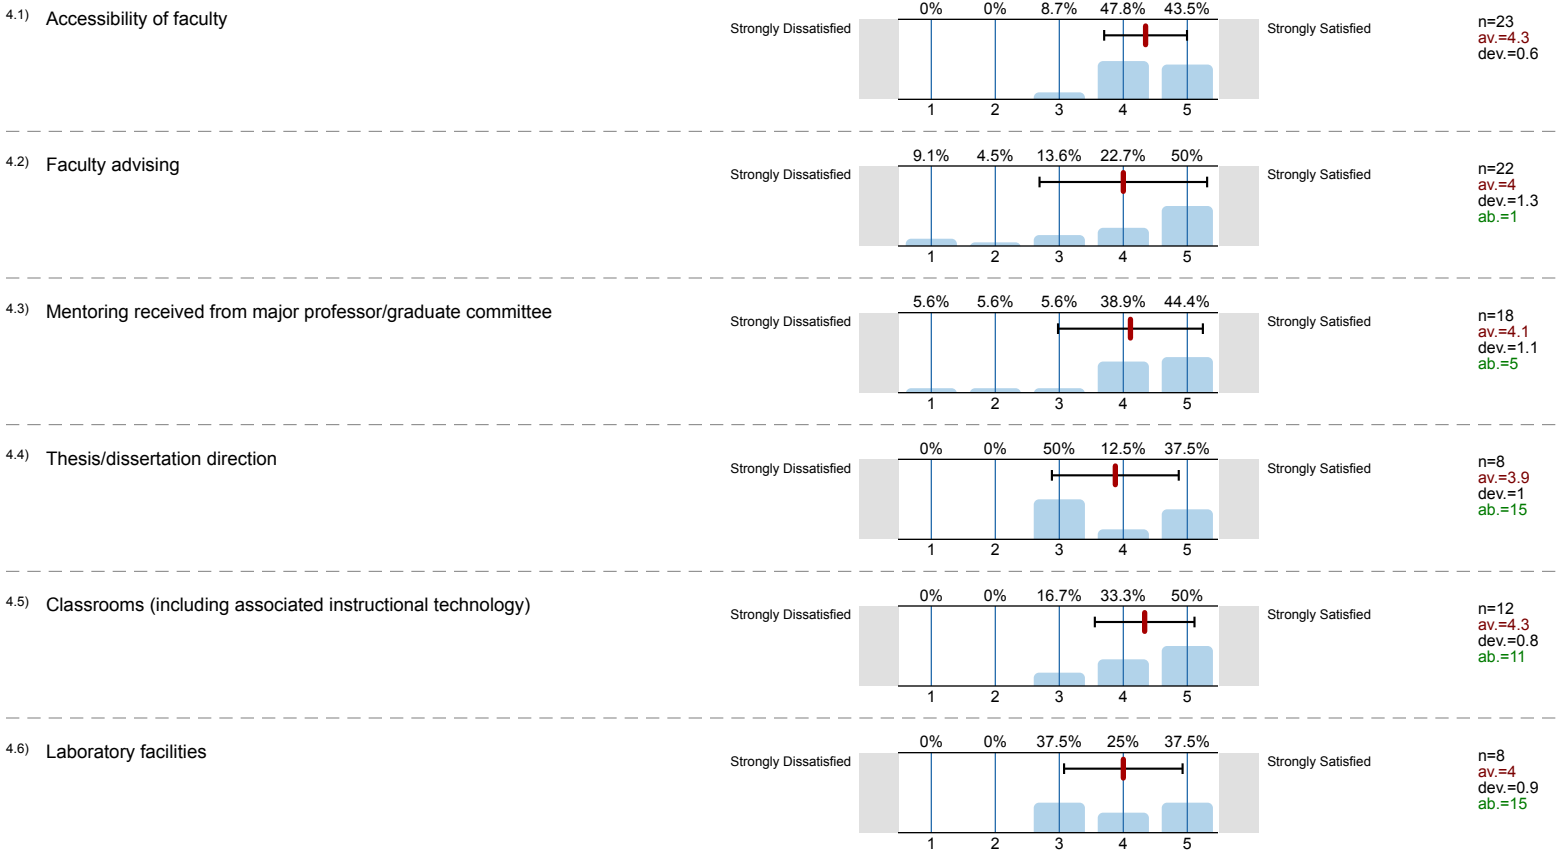 4.1) Accessibility of faculty
0% 0% 8.7% 47.8% 43.5%
Strongly Dissatisfied Strongly Satisfied
n=23
av.=4.3
dev.=0.6
1 2 3 4 5
4.2) Faculty advising
9.1% 4.5% 13.6% 22.7% 50%
Strongly Dissatisfied Strongly Satisfied
n=22
av.=4
dev.=1.3
ab.=1
1 2 3 4 5
4.3) Mentoring received from major professor/graduate committee
5.6% 5.6% 5.6% 38.9% 44.4%
Strongly Dissatisfied Strongly Satisfied
n=18
av.=4.1
dev.=1.1
ab.=5
1 2 3 4 5
4.4) Thesis/dissertation direction
0% 0% 50% 12.5% 37.5%
Strongly Dissatisfied Strongly Satisfied
n=8
av.=3.9
dev.=1
ab.=15
1 2 3 4 5
4.5) Classrooms (including associated instructional technology)
0% 0% 16.7% 33.3% 50%
Strongly Dissatisfied Strongly Satisfied
n=12
av.=4.3
dev.=0.8
ab.=11
1 2 3 4 5
4.6) Laboratory facilities
0% 0% 37.5% 25% 37.5%
Strongly Dissatisfied Strongly Satisfied
n=8
av.=4
dev.=0.9
ab.=15
1 2 3 4 5